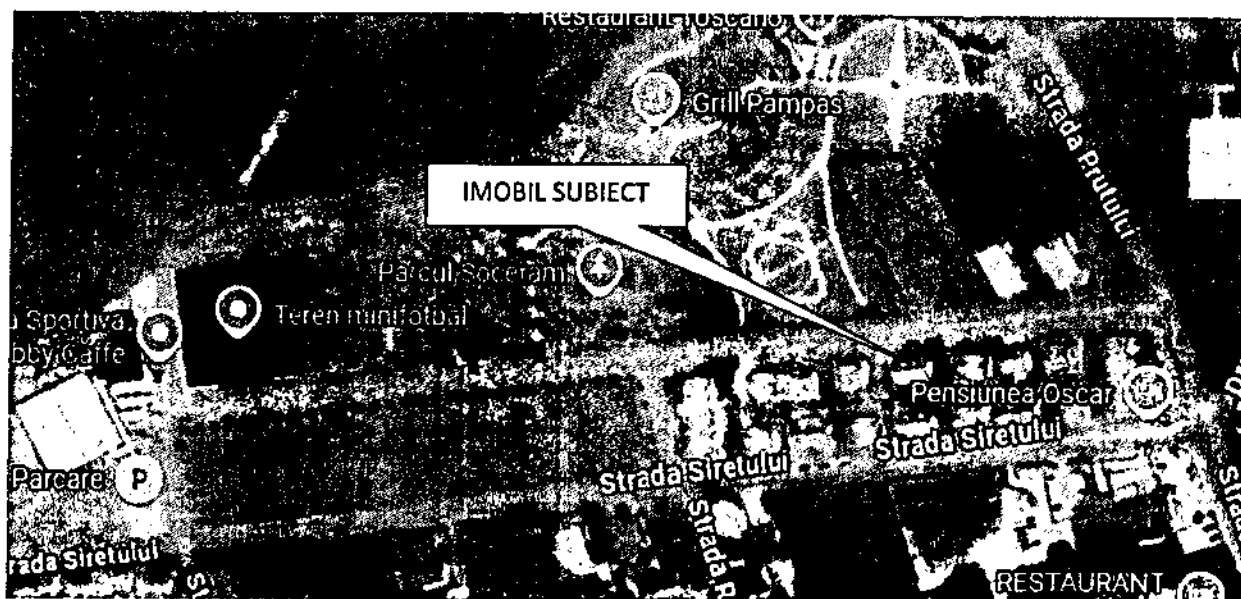 Restaurant Toscano
Grill Pampas
Strada Prutului
IMOBIL SUBIECT
Parcul Soceram
Teren minifotbal
Sportiva
Caffe
Pensiunea Oscar
Strada Siretului
Strada Siretului
Parcare
P
Strada
Siretului
RESTAURANT